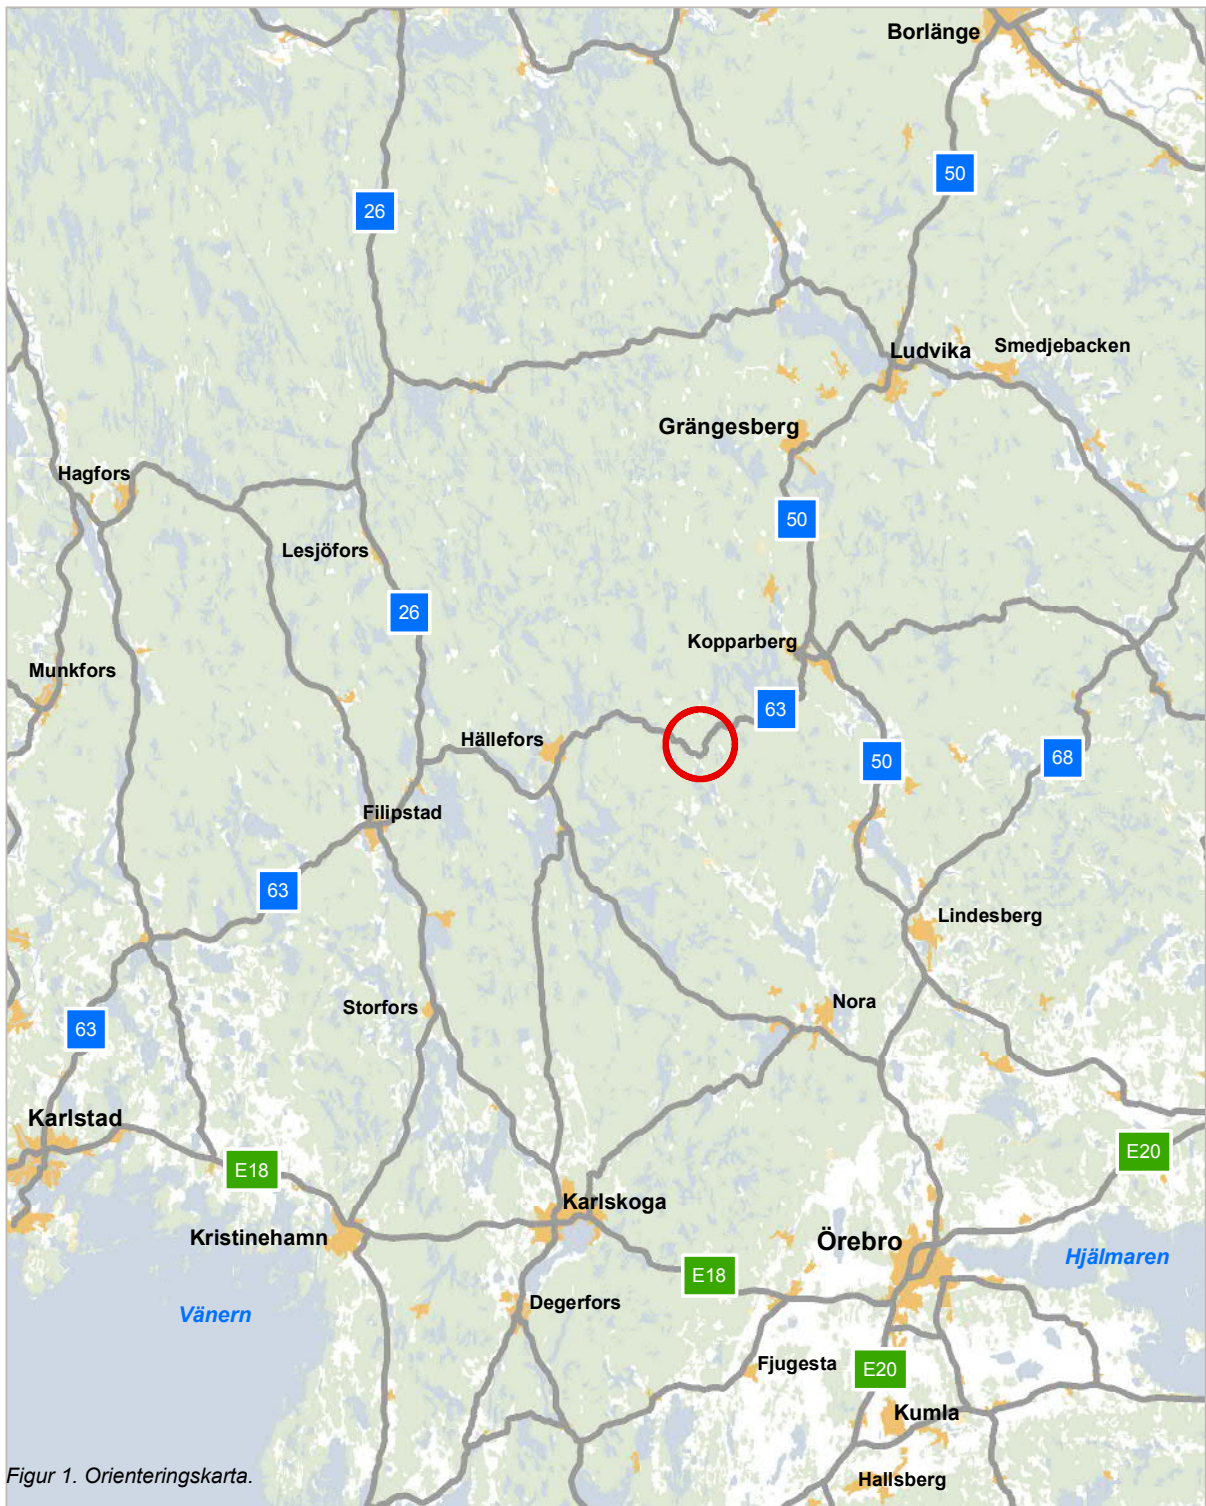 Borlänge
50
26
Ludvika
Smedjebacken
Grängesberg
Hagfors
50
Lesjöfors
26
Kopparberg
Munkfors
63
Hällefors
50
68
Filipstad
63
Lindesberg
Storfors
Nora
63
Karlstad
E18
E20
Karlskoga
Kristinehamn
Örebro
Hjälmaren
E18
Vänern
Degerfors
Fjugesta
E20
Kumla
Figur 1. Orienteringskarta.
Hallsberg